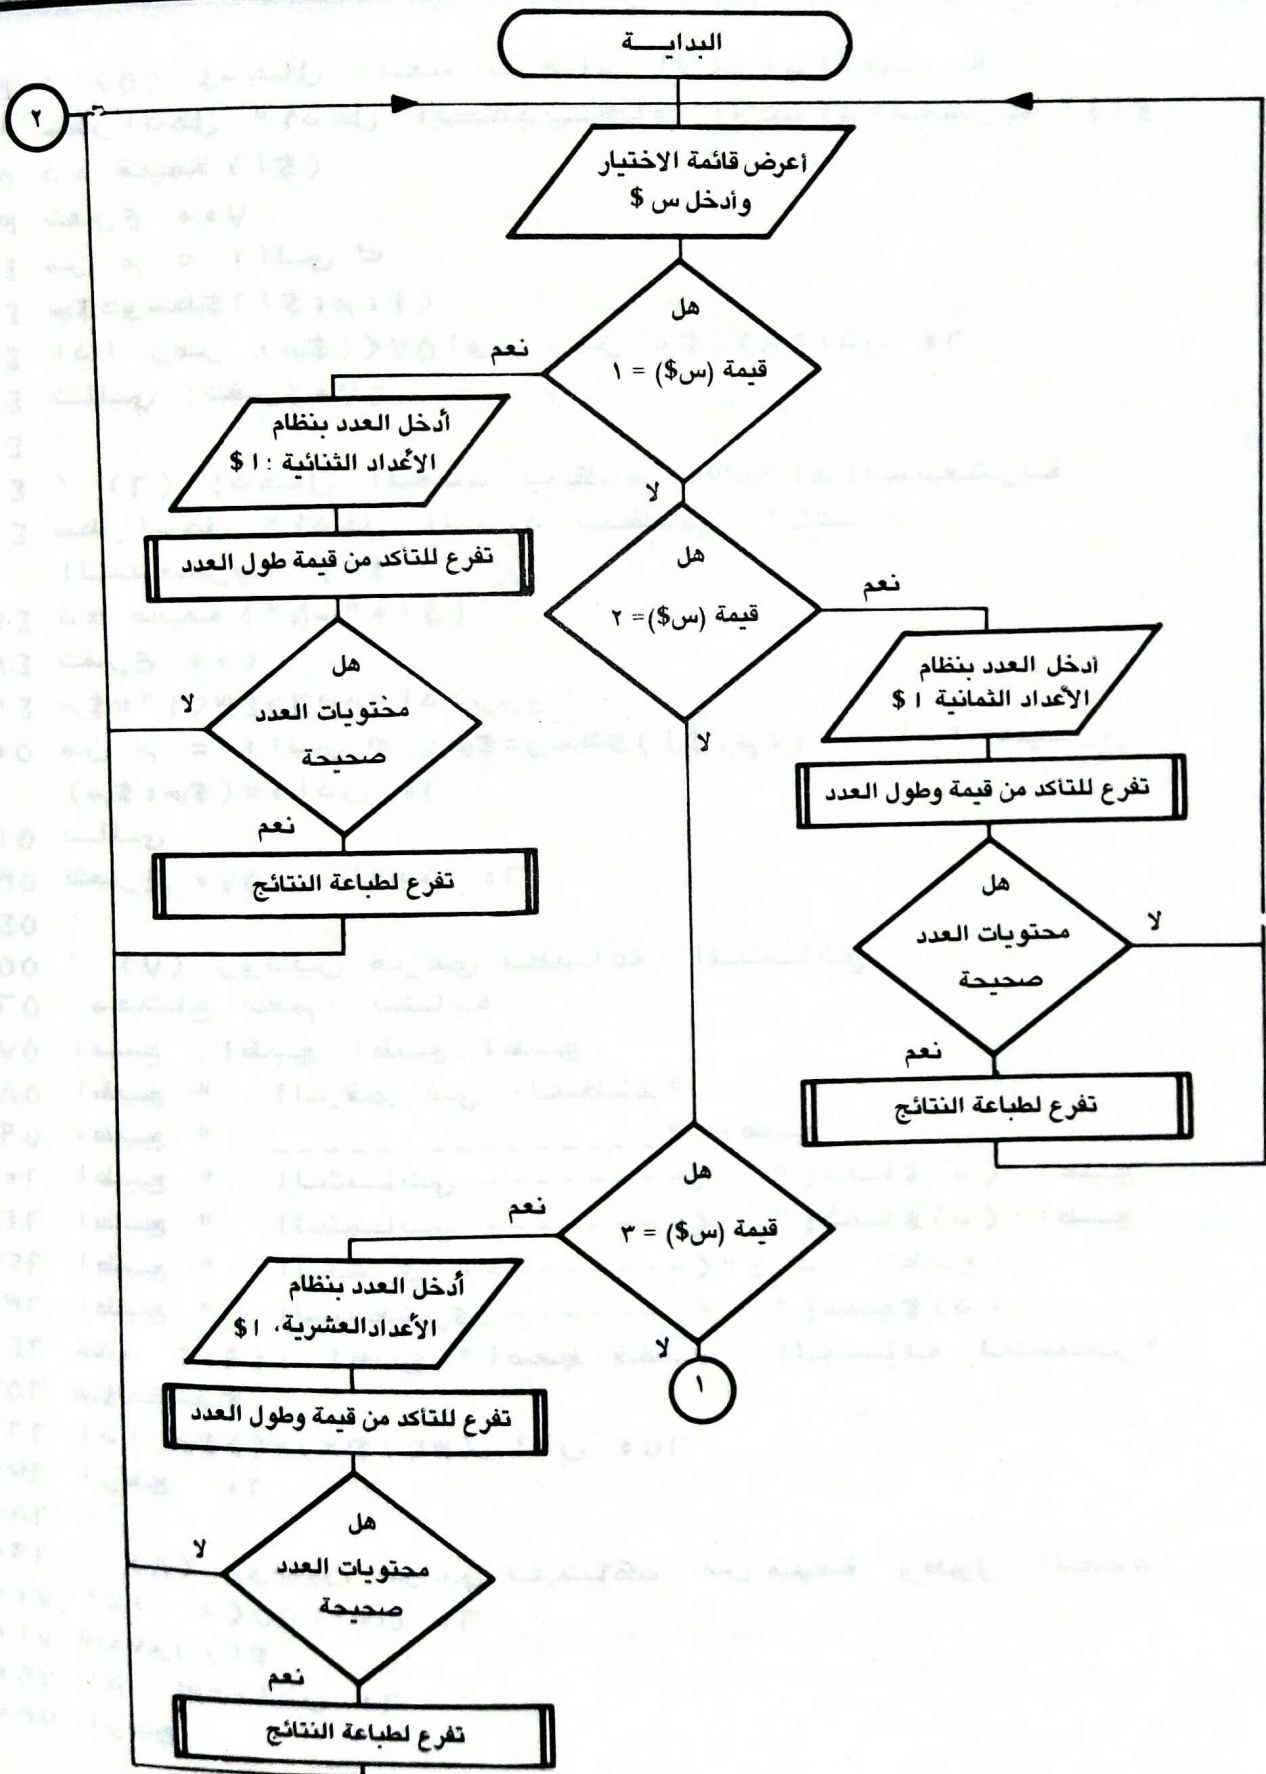 البدايــة
٢
أعرض قائمة الاختيار
وأدخل س $
هل
قيمة (س$) = ١
نعم
أدخل العدد بنظام
الأعداد الثنائية : ا $
تفرع للتأكد من قيمة طول العدد
هل
محتويات العدد
صحيحة
لا
نعم
تفرع لطباعة النتائج
لا
هل
قيمة (س$)= ٢
نعم
أدخل العدد بنظام
الأعداد الثمانية ا $
تفرع للتأكد من قيمة وطول العدد
هل
محتويات العدد
صحيحة
لا
نعم
تفرع لطباعة النتائج
لا
هل
قيمة (س$) = ٣
نعم
أدخل العدد بنظام
الأعدادالعشرية، ا $
تفرع للتأكد من قيمة وطول العدد
هل
محتويات العدد
صحيحة
لا
نعم
تفرع لطباعة النتائج
لا
١